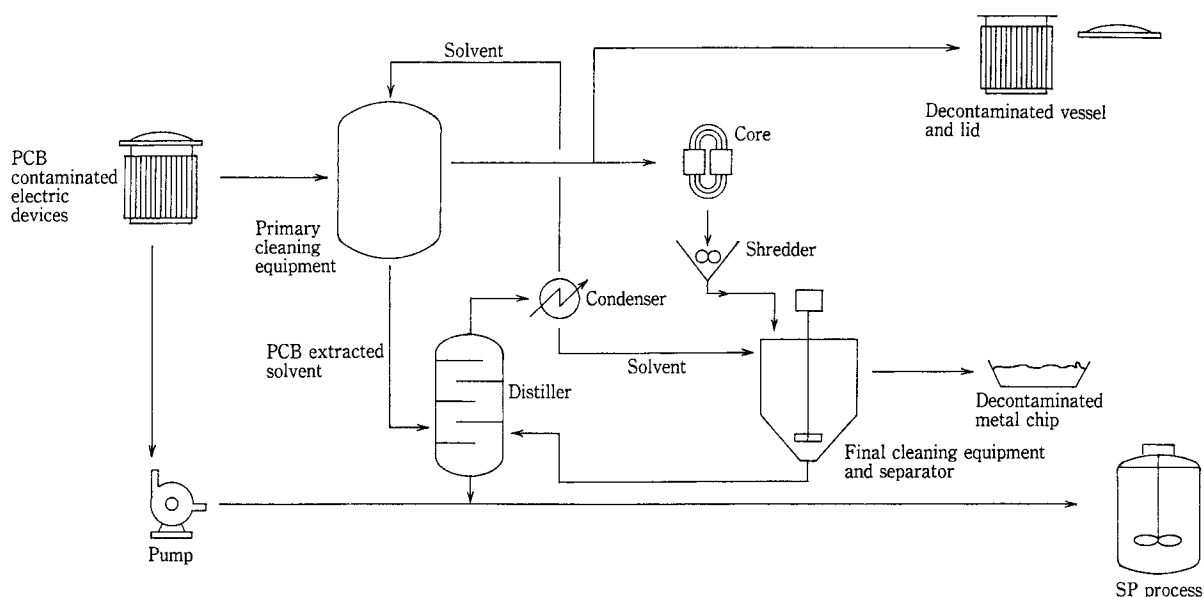 Solvent
Decontaminated vessel
and lid
Core
PCB
contaminated
electric
devices
Primary
cleaning
equipment
Shredder
Condenser
PCB extracted
solvent
Solvent
Distiller
Decontaminated
metal chip
Final cleaning equipment
and separator
Pump
SP process